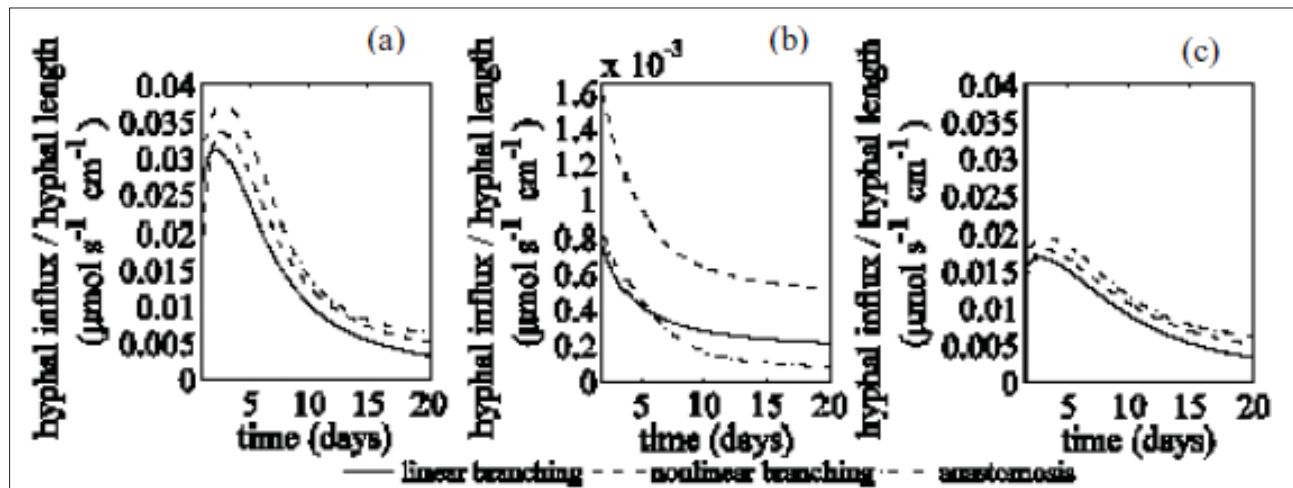 (a)
hyphal influx / hyphal length
(µmol s⁻¹ cm⁻¹)
0.04
0.035
0.03
0.025
0.02
0.015
0.01
0.005
0
5 10 15 20
time (days)
(b)
x 10⁻³
hyphal influx / hyphal length
(µmol s⁻¹ cm⁻¹)
1.6
1.4
1.2
1
0.8
0.6
0.4
0.2
0
5 10 15 20
time (days)
(c)
hyphal influx / hyphal length
(µmol s⁻¹ cm⁻¹)
0.04
0.035
0.03
0.025
0.02
0.015
0.01
0.005
0
5 10 15 20
time (days)
linear branching nonlinear branching anastomosis